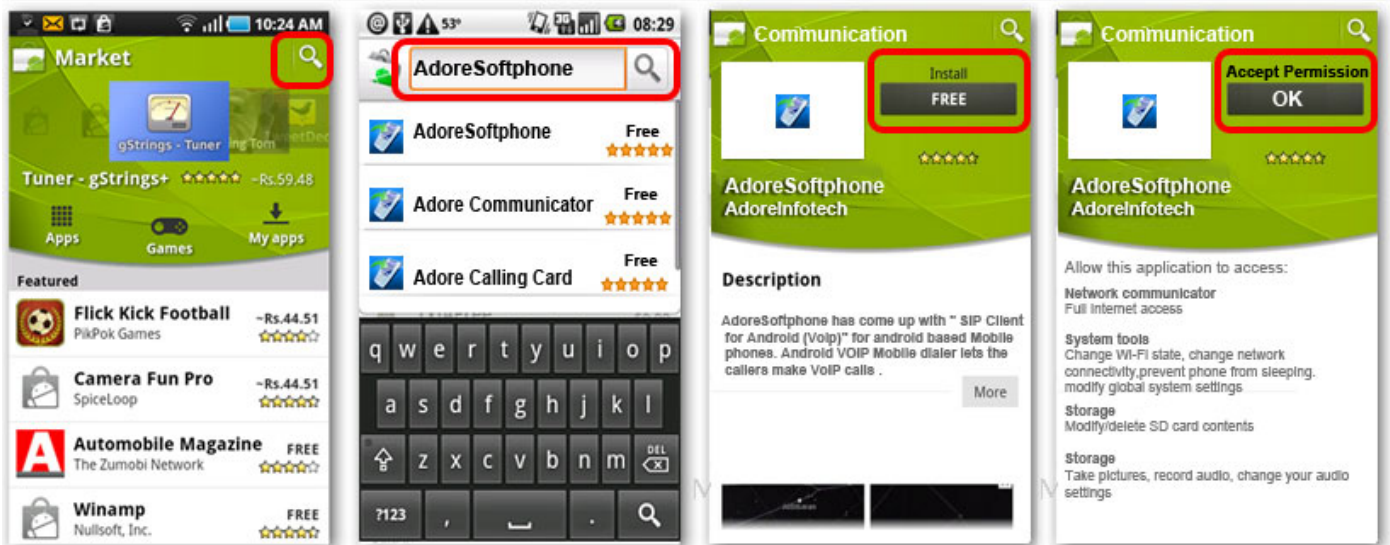 10:24 AM
Market
gStrings - Tuner
ing Tom
Tuner - gStrings+
~Rs.59.48
Apps
Games
My apps
Featured
Flick Kick Football
~Rs.44.51
PikPok Games
Camera Fun Pro
~Rs.44.51
SpiceLoop
Automobile Magazine
FREE
The Zumobi Network
Winamp
FREE
Nullsoft, Inc.
53°
3G
08:29
AdoreSoftphone
AdoreSoftphone
Free
Adore Communicator
Free
Adore Calling Card
Free
q w e r t y u i o p
a s d f g h j k l
z x c v b n m DEL
?123 , .
Communication
Install
FREE
AdoreSoftphone
AdoreInfotech
Description
AdoreSoftphone has come up with " SIP Client
for Android (Voip)" for android based Mobile
phones. Android VOIP Mobile dialer lets the
callers make VoIP calls .
More
Communication
Accept Permission
OK
AdoreSoftphone
AdoreInfotech
Allow this application to access:
Network communicator
Full Internet access
System tools
Change WI-FI state, change network
connectivity,prevent phone from sleeping.
modify global system settings
Storage
Modify/delete SD card contents
Storage
Take pictures, record audio, change your audio
settings